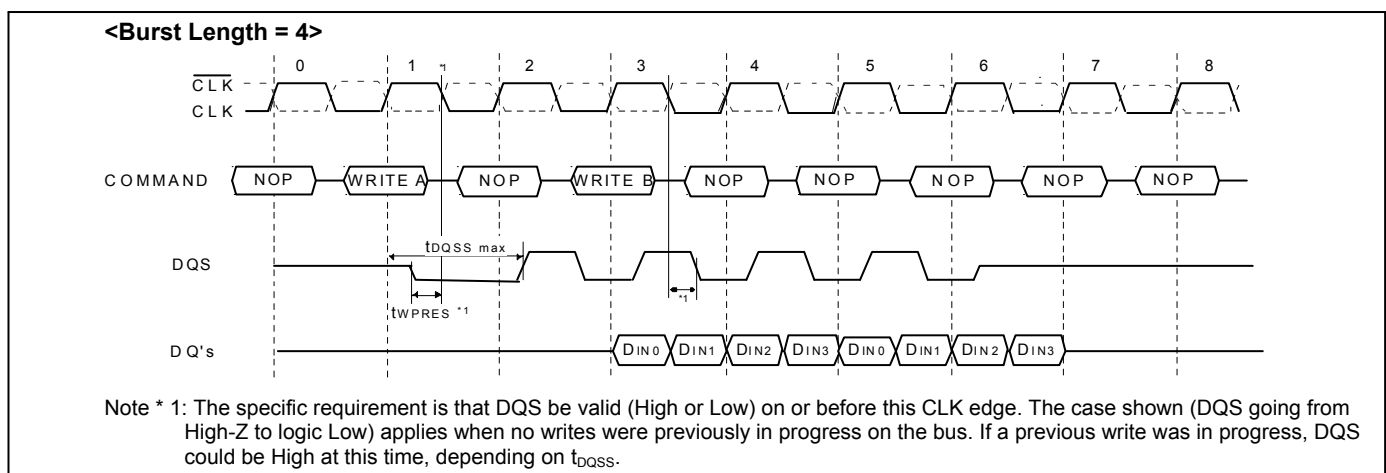 <Burst Length = 4>
0 1 *1 2 3 4 5 6 7 8
CLK
CLK
COMMAND NOP WRITE A NOP WRITE B NOP NOP NOP NOP NOP
tDQSS max
DQS
*1
tWPRES *1
DQ's DIN0 DIN1 DIN2 DIN3 DIN0 DIN1 DIN2 DIN3
Note * 1: The specific requirement is that DQS be valid (High or Low) on or before this CLK edge. The case shown (DQS going from
High-Z to logic Low) applies when no writes were previously in progress on the bus. If a previous write was in progress, DQS
could be High at this time, depending on tDQSS.